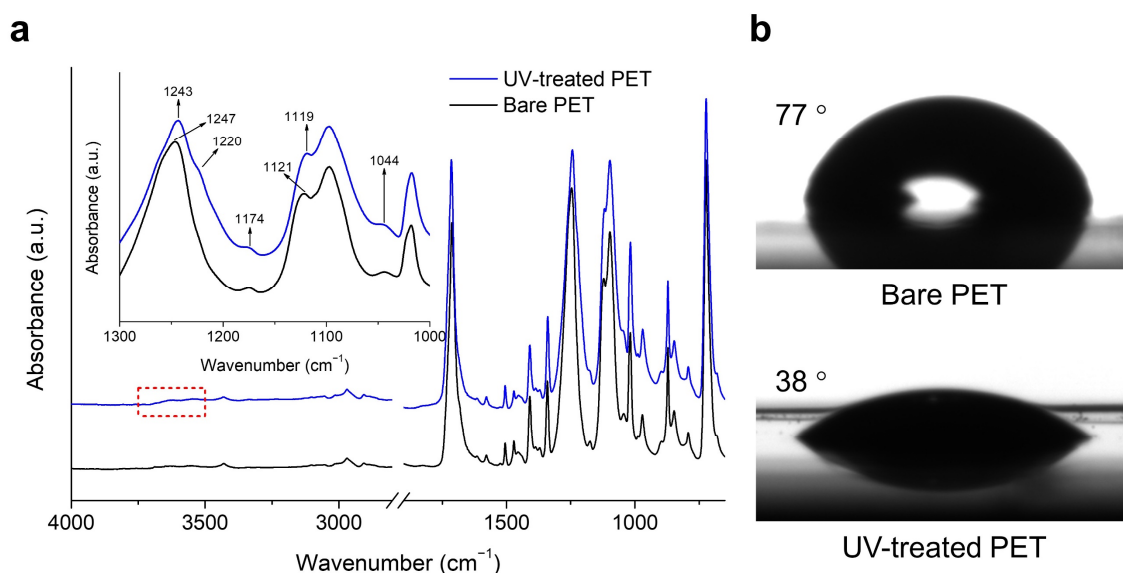 a
b
UV-treated PET
Bare PET
1243
1247
1220
1174
1119
1121
1044
Absorbance (a.u.)
1300 1200 1100 1000
Wavenumber (cm⁻¹)
Absorbance (a.u.)
4000 3500 3000 1500 1000
Wavenumber (cm⁻¹)
77 °
Bare PET
38 °
UV-treated PET